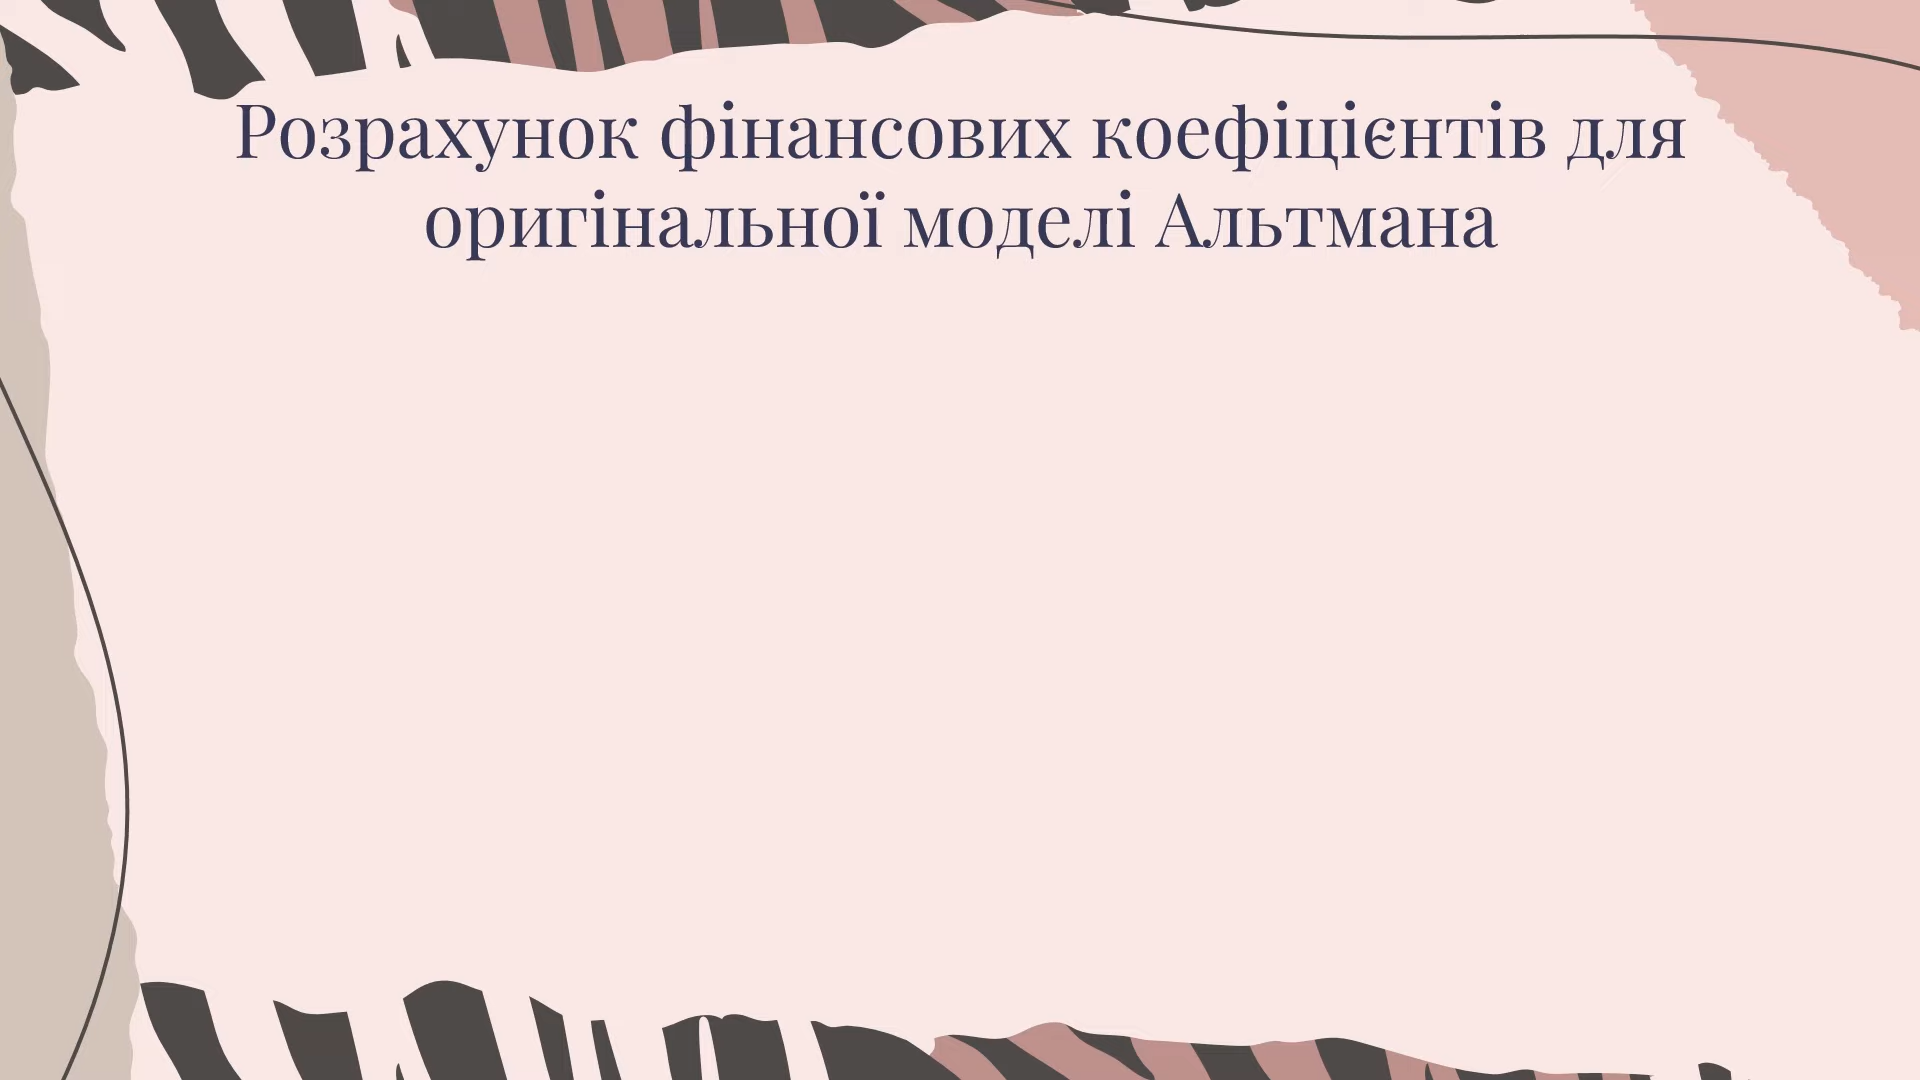 Розрахунок фінансових коефіцієнтів для
оригінальної моделі Альтмана